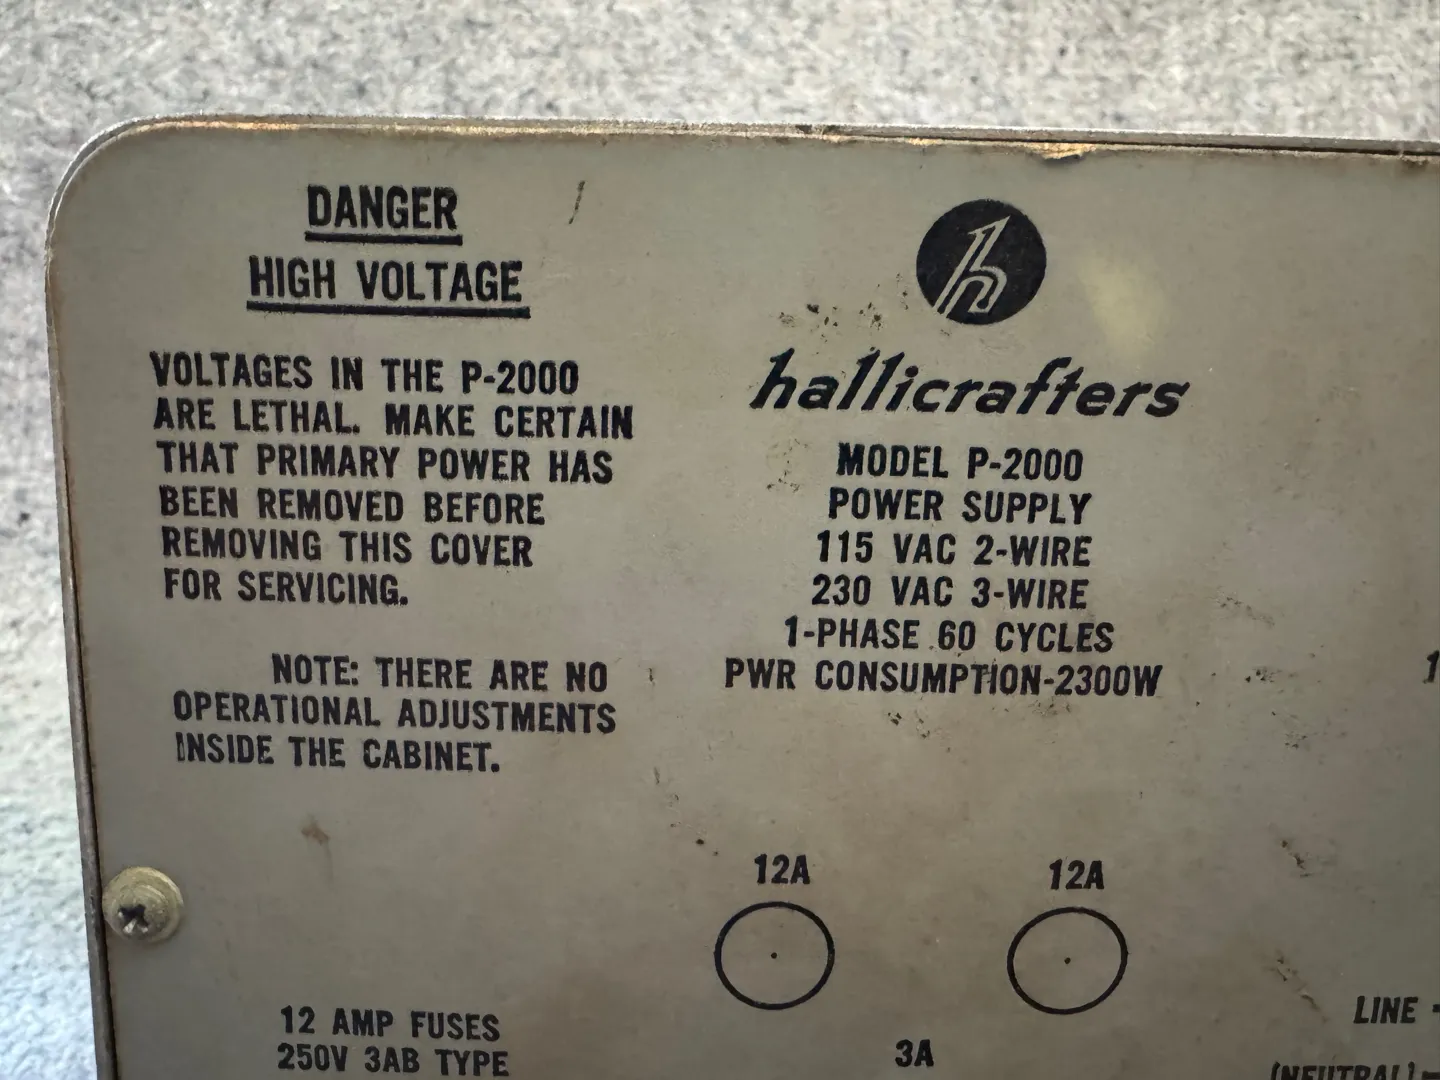 DANGER
HIGH VOLTAGE
VOLTAGES IN THE P-2000
ARE LETHAL. MAKE CERTAIN
THAT PRIMARY POWER HAS
BEEN REMOVED BEFORE
REMOVING THIS COVER
FOR SERVICING.
NOTE: THERE ARE NO
OPERATIONAL ADJUSTMENTS
INSIDE THE CABINET.
h
hallicrafters
MODEL P-2000
POWER SUPPLY
115 VAC 2-WIRE
230 VAC 3-WIRE
1-PHASE 60 CYCLES
PWR CONSUMPTION-2300W
12A
12A
12 AMP FUSES
250V 3AB TYPE
3A
LINE -
(NEUTRAL)-